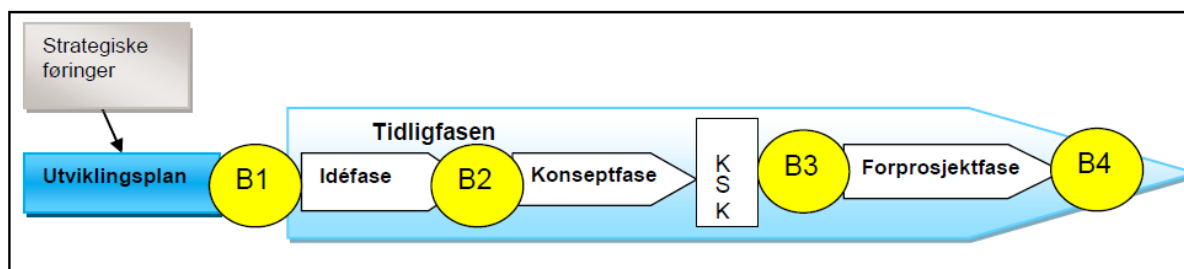 Strategiske
føringer
Tidligfasen
Utviklingsplan
B1
Idéfase
B2
Konseptfase
K
S
K
B3
Forprosjektfase
B4